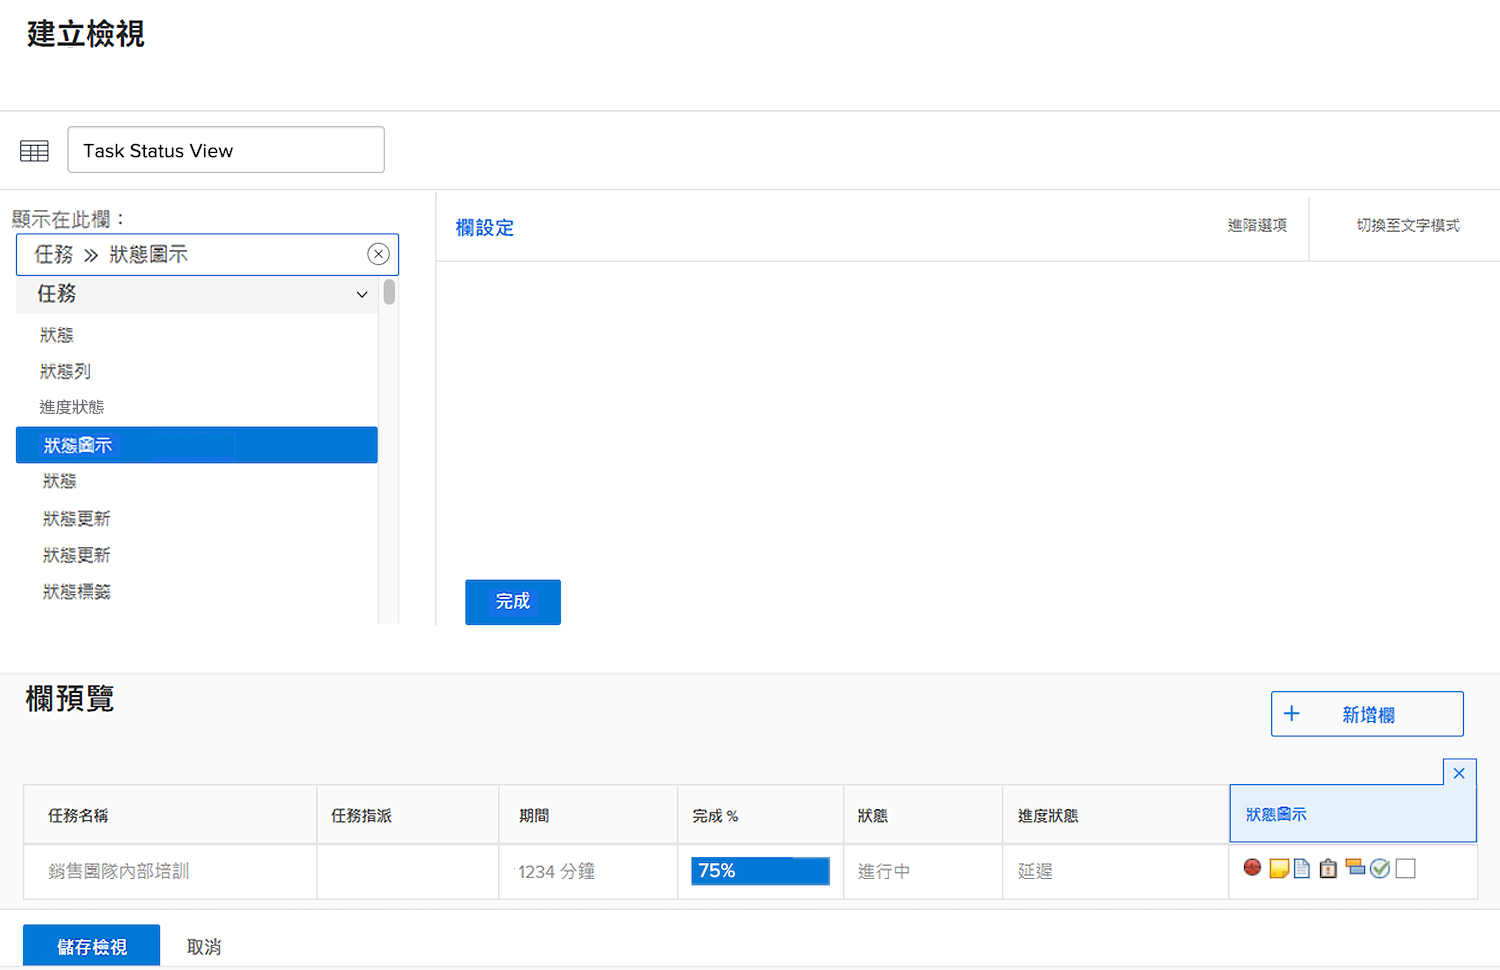 建立檢視
Task Status View
顯示在此欄：
任務 » 狀態圖示
任務
狀態
狀態列
進度狀態
狀態圖示
狀態
狀態更新
狀態更新
狀態標籤
欄設定
進階選項
切換至文字模式
完成
欄預覽
+ 新增欄
任務名稱 任務指派 期間 完成 % 狀態 進度狀態 狀態圖示
銷售團隊內部培訓 1234 分鐘 75% 進行中 延遲
儲存檢視 取消